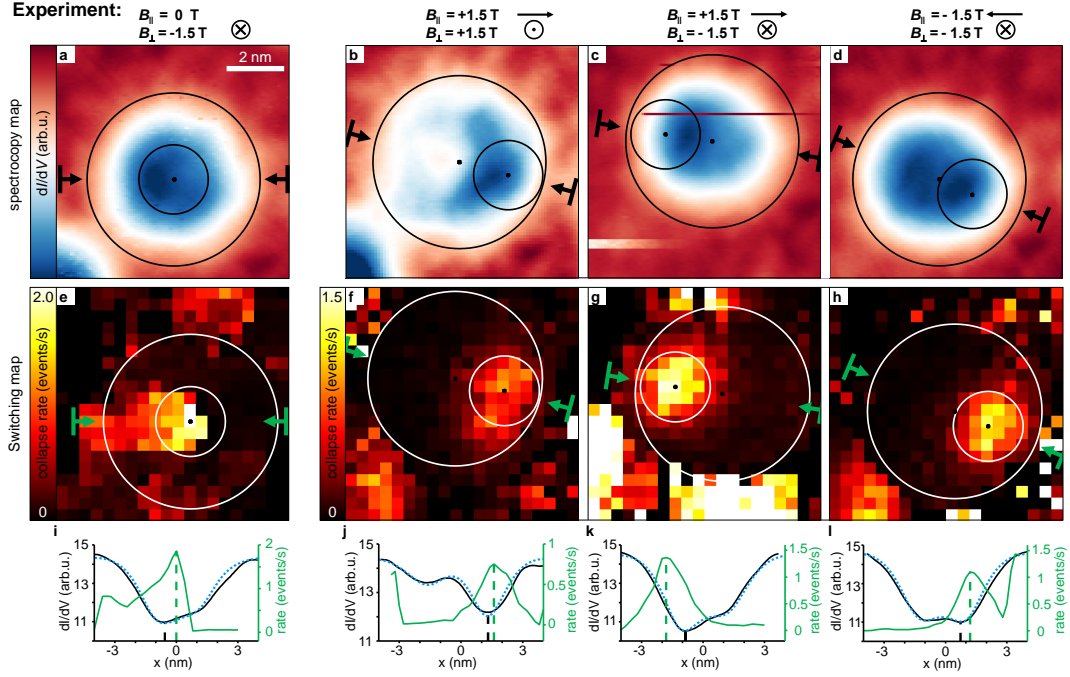 Experiment:
B∥ = 0 T
B⊥ = -1.5 T
B∥ = +1.5 T
B⊥ = +1.5 T
B∥ = +1.5 T
B⊥ = - 1.5 T
B∥ = - 1.5 T
B⊥ = - 1.5 T
spectrocopy map
dI/dV (arb.u.)
a
2 nm
b
c
d
Switching map
2.0
collapse rate (events/s)
0
e
1.5
collapse rate (events/s)
0
f
g
h
i
15
13
11
dI/dV (arb.u.)
-3
0
3
x (nm)
2
1
0
rate (events/s)
j
15
13
11
dI/dV (arb.u.)
-3
0
3
x (nm)
1
0.5
0
rate (events/s)
k
15
13
11
dI/dV (arb.u.)
-3
0
3
x (nm)
1.5
1
0.5
0
rate (events/s)
l
15
13
11
dI/dV (arb.u.)
-3
0
3
x (nm)
1.5
1
0.5
0
rate (events/s)